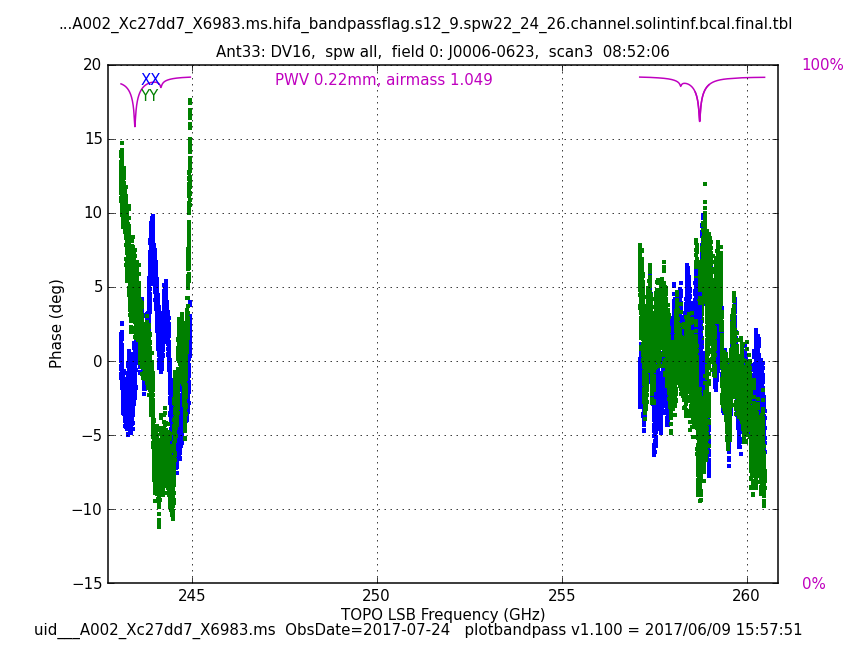 ...A002_Xc27dd7_X6983.ms.hifa_bandpassflag.s12_9.spw22_24_26.channel.solintinf.bcal.final.tbl
Ant33: DV16,  spw all,  field 0: J0006-0623,  scan3  08:52:06
20
100%
XX
PWV 0.22mm, airmass 1.049
YY
15
10
5
0
−5
−10
−15
0%
Phase (deg)
245
250
255
260
TOPO LSB Frequency (GHz)
uid___A002_Xc27dd7_X6983.ms  ObsDate=2017-07-24   plotbandpass v1.100 = 2017/06/09 15:57:51